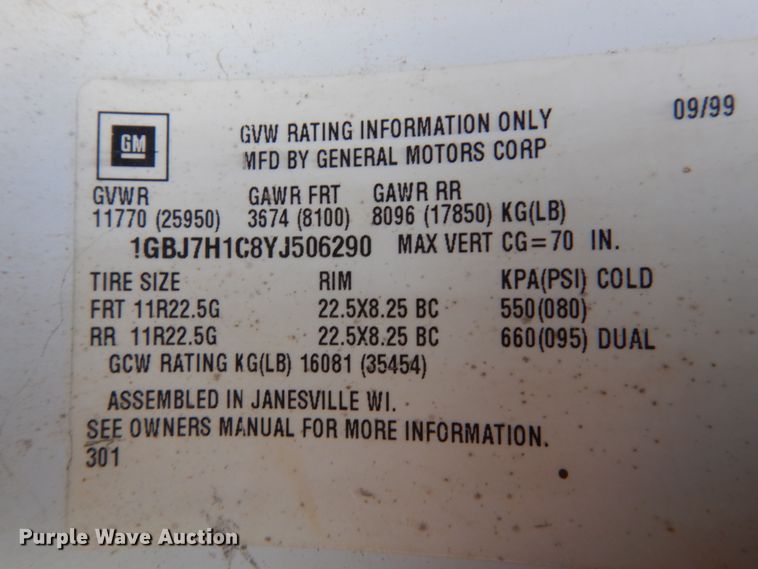 09/99
GM
GVW RATING INFORMATION ONLY
MFD BY GENERAL MOTORS CORP
GVWR GAWR FRT GAWR RR
11770 (25950) 3674 (8100) 8096 (17850) KG(LB)
1GBJ7H1C8YJ506290 MAX VERT CG=70 IN.
TIRE SIZE RIM KPA(PSI) COLD
FRT 11R22.5G 22.5X8.25 BC 550(080)
RR 11R22.5G 22.5X8.25 BC 660(095) DUAL
GCW RATING KG(LB) 16081 (35454)
ASSEMBLED IN JANESVILLE WI.
SEE OWNERS MANUAL FOR MORE INFORMATION.
301
Purple Wave Auction